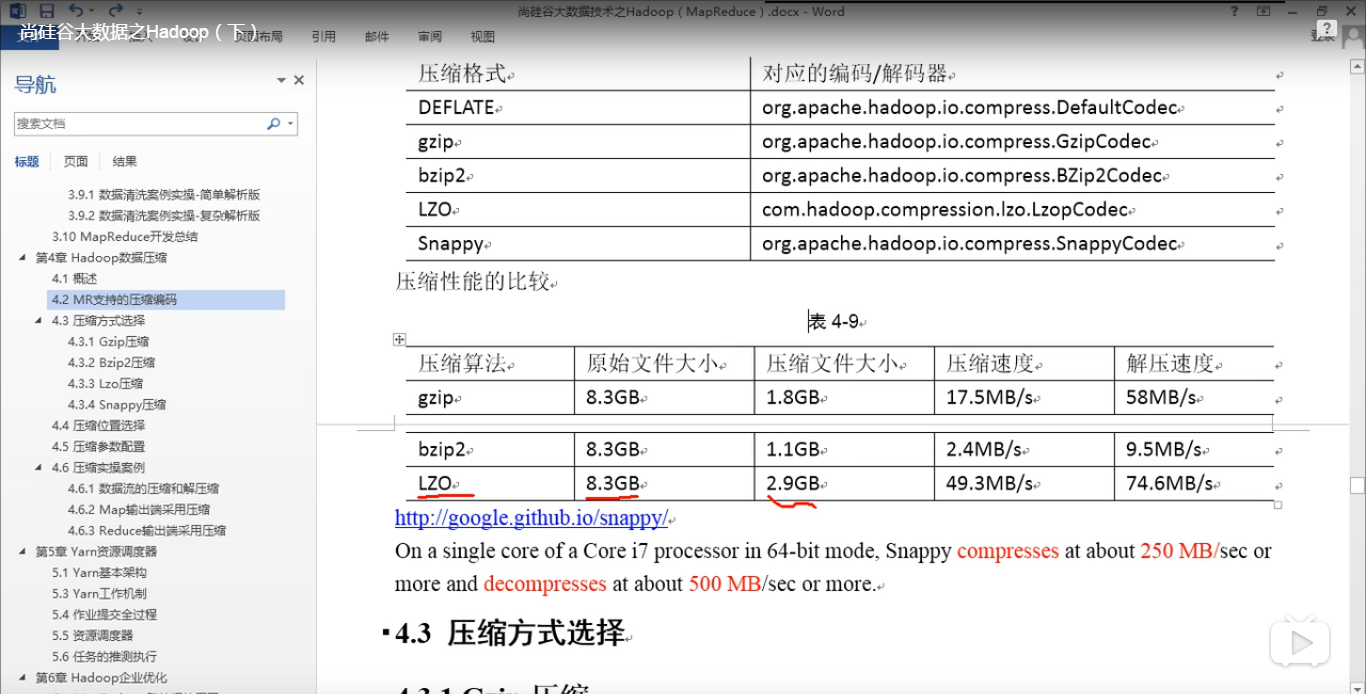 尚硅谷大数据技术之Hadoop（MapReduce）.docx - Word
尚硅谷大数据之Hadoop（下）
页面布局 引用 邮件 审阅 视图
登录
导航
搜索文档
标题 页面 结果
3.9.1 数据清洗案例实操-简单解析版
3.9.2 数据清洗案例实操-复杂解析版
3.10 MapReduce开发总结
第4章 Hadoop数据压缩
4.1 概述
4.2 MR支持的压缩编码
4.3 压缩方式选择
4.3.1 Gzip压缩
4.3.2 Bzip2压缩
4.3.3 Lzo压缩
4.3.4 Snappy压缩
4.4 压缩位置选择
4.5 压缩参数配置
4.6 压缩实操案例
4.6.1 数据流的压缩和解压缩
4.6.2 Map输出端采用压缩
4.6.3 Reduce输出端采用压缩
第5章 Yarn资源调度器
5.1 Yarn基本架构
5.3 Yarn工作机制
5.4 作业提交全过程
5.5 资源调度器
5.6 任务的推测执行
第6章 Hadoop企业优化
压缩格式 对应的编码/解码器
DEFLATE org.apache.hadoop.io.compress.DefaultCodec
gzip org.apache.hadoop.io.compress.GzipCodec
bzip2 org.apache.hadoop.io.compress.BZip2Codec
LZO com.hadoop.compression.lzo.LzopCodec
Snappy org.apache.hadoop.io.compress.SnappyCodec
压缩性能的比较
表 4-9
压缩算法 原始文件大小 压缩文件大小 压缩速度 解压速度
gzip 8.3GB 1.8GB 17.5MB/s 58MB/s
bzip2 8.3GB 1.1GB 2.4MB/s 9.5MB/s
LZO 8.3GB 2.9GB 49.3MB/s 74.6MB/s
http://google.github.io/snappy/
On a single core of a Core i7 processor in 64-bit mode, Snappy compresses at about 250 MB/sec or
more and decompresses at about 500 MB/sec or more.
4.3 压缩方式选择
4.3.1 Gzip 压缩